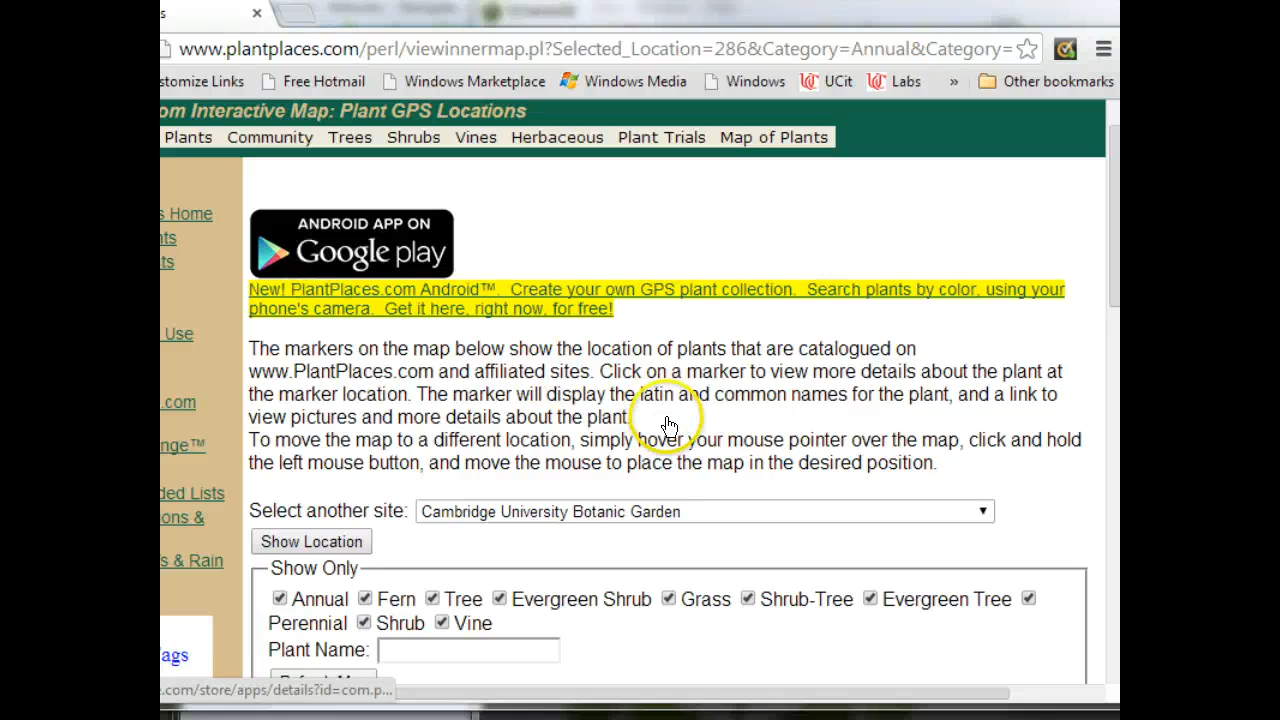 s
www.plantplaces.com/perl/viewinnermap.pl?Selected_Location=286&Category=Annual&Category=
stomize Links Free Hotmail Windows Marketplace Windows Media Windows UCit Labs » Other bookmarks
om Interactive Map: Plant GPS Locations
Plants Community Trees Shrubs Vines Herbaceous Plant Trials Map of Plants
s Home
nts
ts
Use
.com
nge™
ded Lists
ons &
s & Rain
ags
ANDROID APP ON
Google play
New! PlantPlaces.com Android™. Create your own GPS plant collection. Search plants by color, using your
phone's camera. Get it here, right now, for free!
The markers on the map below show the location of plants that are catalogued on
www.PlantPlaces.com and affiliated sites. Click on a marker to view more details about the plant at
the marker location. The marker will display the latin and common names for the plant, and a link to
view pictures and more details about the plant.
To move the map to a different location, simply hover your mouse pointer over the map, click and hold
the left mouse button, and move the mouse to place the map in the desired position.
Select another site: Cambridge University Botanic Garden
Show Location
Show Only
Annual Fern Tree Evergreen Shrub Grass Shrub-Tree Evergreen Tree
Perennial Shrub Vine
Plant Name:
e.com/store/apps/details?id=com.p...